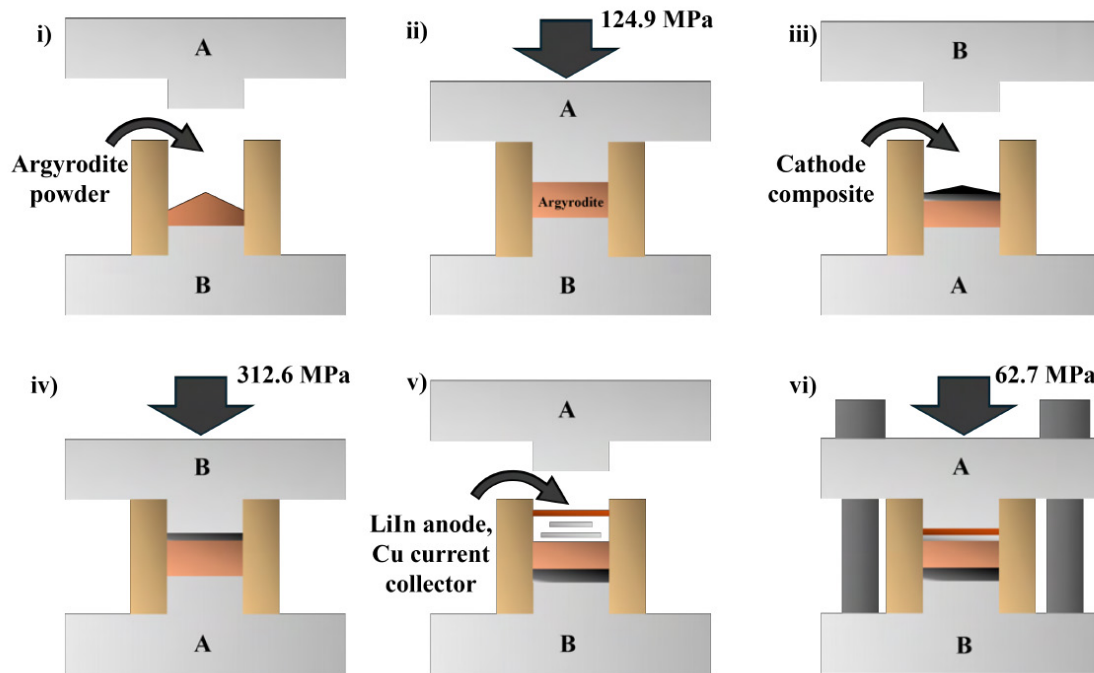 i)
A
Argyrodite
powder
B
ii)
124.9 MPa
A
Argyrodite
B
iii)
B
Cathode
composite
A
iv)
312.6 MPa
B
A
v)
A
LiIn anode,
Cu current
collector
B
vi)
62.7 MPa
A
B